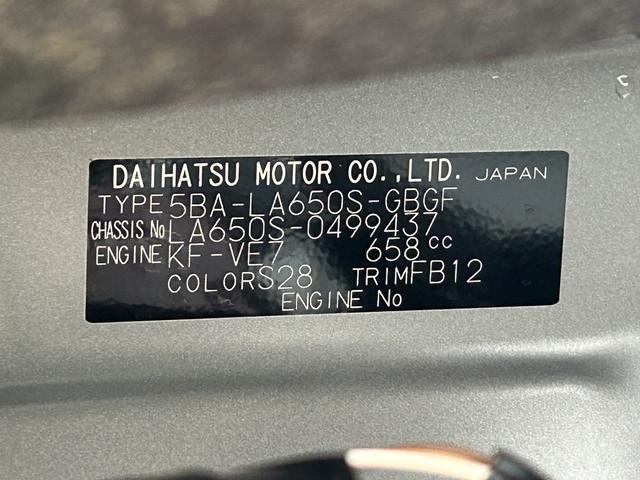 DAIHATSU MOTOR CO.,LTD. JAPAN
TYPE 5BA-LA650S-GBGF
CHASSIS No LA650S-0499437
ENGINE KF-VE7 658 cc
COLOR S28 TRIM FB12
ENGINE No